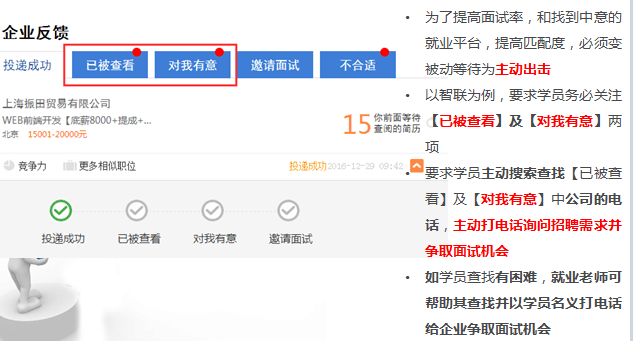 企业反馈
投递成功
已被查看
对我有意
邀请面试
不合适
上海振田贸易有限公司
WEB前端开发【底薪8000+提成+...
北京 15001-20000元
15 你前面等待
查阅的简历
竞争力
更多相似职位
投递成功2016-12-29 09:42
投递成功
已被查看
对我有意
邀请面试
• 为了提高面试率，和找到中意的
就业平台，提高匹配度，必须变
被动等待为主动出击
• 以智联为例，要求学员务必关注
【已被查看】及【对我有意】两
项
• 要求学员主动搜索查找【已被查
看】及【对我有意】中公司的电
话，主动打电话询问招聘需求并
争取面试机会
• 如学员查找有困难，就业老师可
帮助其查找并以学员名义打电话
给企业争取面试机会